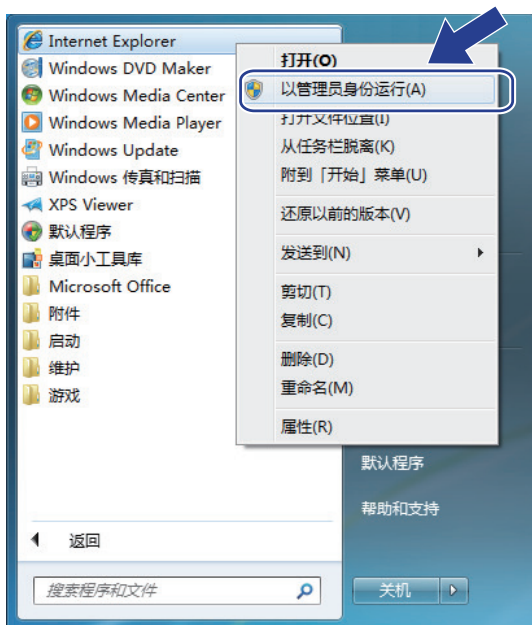 Internet Explorer
Windows DVD Maker
Windows Media Center
Windows Media Player
Windows Update
Windows 传真和扫描
XPS Viewer
默认程序
桌面小工具库
Microsoft Office
附件
启动
维护
游戏
返回
搜索程序和文件
打开(O)
以管理员身份运行(A)
打开文件位置(I)
从任务栏脱离(K)
附到「开始」菜单(U)
还原以前的版本(V)
发送到(N)
剪切(T)
复制(C)
删除(D)
重命名(M)
属性(R)
默认程序
帮助和支持
关机